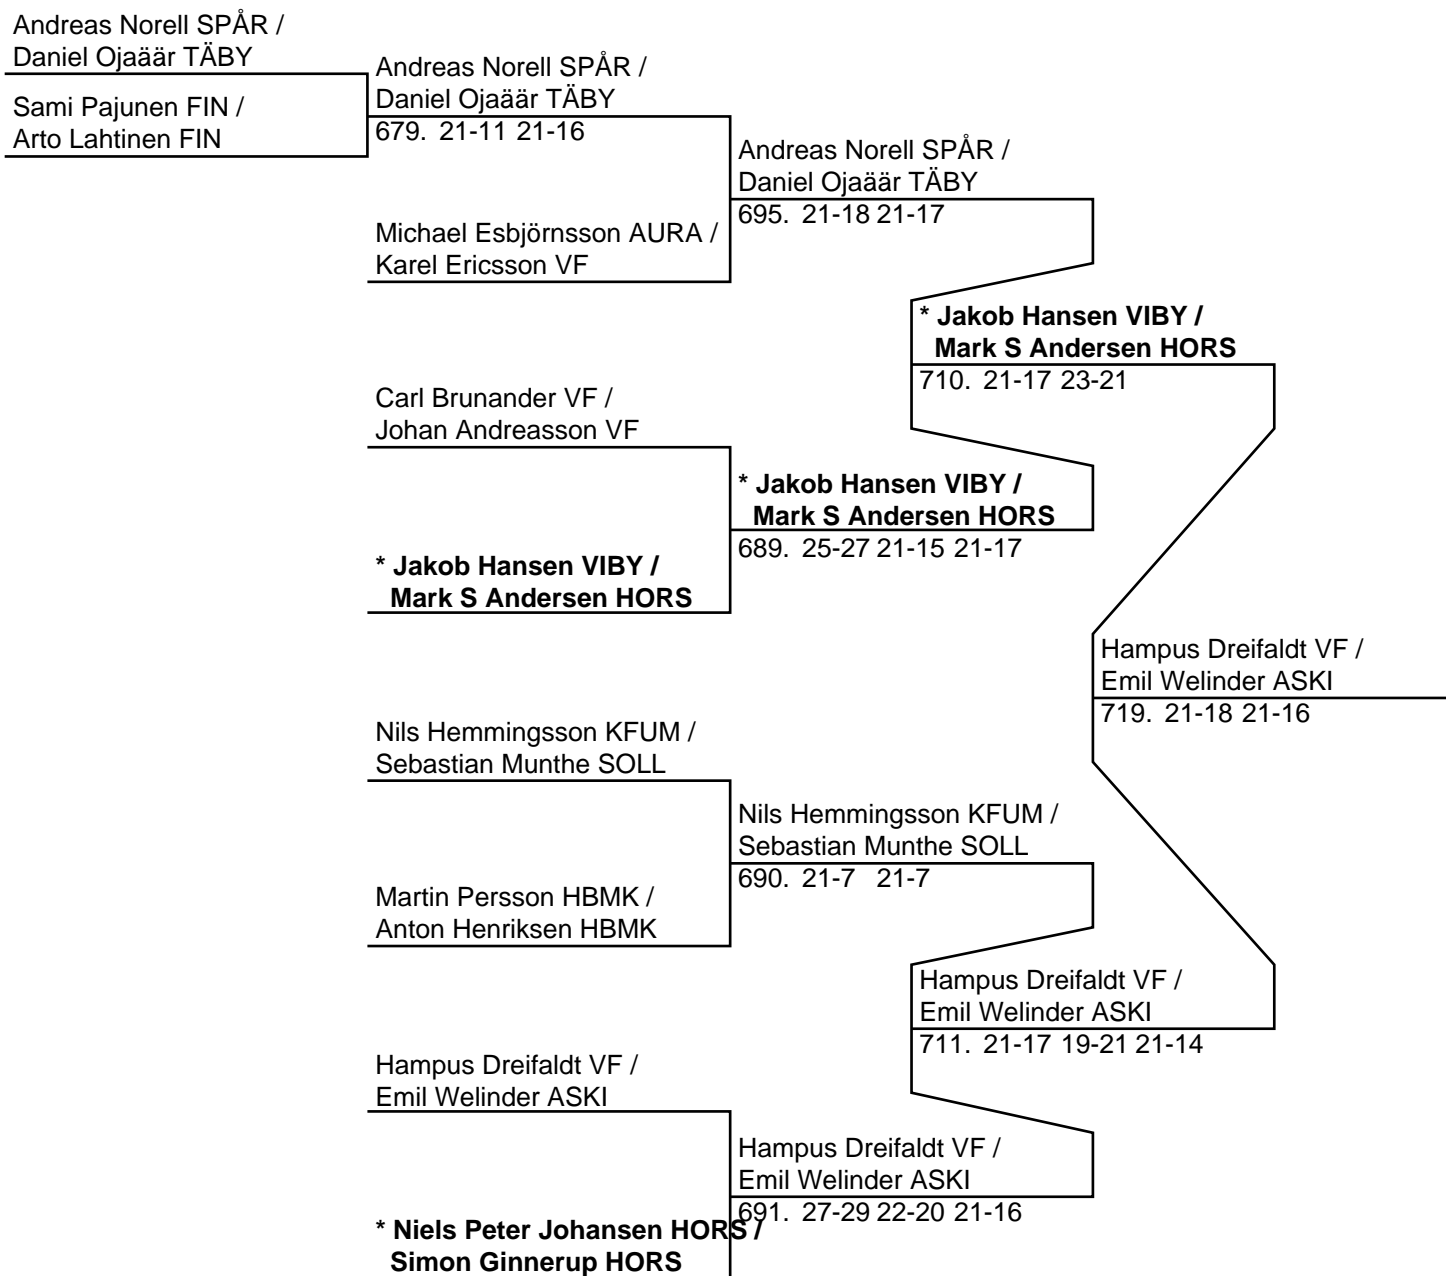 Andreas Norell SPÅR /
Daniel Ojaäär TÄBY
Sami Pajunen FIN /
Arto Lahtinen FIN
Andreas Norell SPÅR /
Daniel Ojaäär TÄBY
679. 21-11 21-16
Michael Esbjörnsson AURA /
Karel Ericsson VF
Andreas Norell SPÅR /
Daniel Ojaäär TÄBY
695. 21-18 21-17
* Jakob Hansen VIBY /
Mark S Andersen HORS
710. 21-17 23-21
Carl Brunander VF /
Johan Andreasson VF
* Jakob Hansen VIBY /
Mark S Andersen HORS
689. 25-27 21-15 21-17
* Jakob Hansen VIBY /
Mark S Andersen HORS
Hampus Dreifaldt VF /
Emil Welinder ASKI
719. 21-18 21-16
Nils Hemmingsson KFUM /
Sebastian Munthe SOLL
Nils Hemmingsson KFUM /
Sebastian Munthe SOLL
690. 21-7 21-7
Martin Persson HBMK /
Anton Henriksen HBMK
Hampus Dreifaldt VF /
Emil Welinder ASKI
711. 21-17 19-21 21-14
Hampus Dreifaldt VF /
Emil Welinder ASKI
Hampus Dreifaldt VF /
Emil Welinder ASKI
691. 27-29 22-20 21-16
* Niels Peter Johansen HORS /
Simon Ginnerup HORS